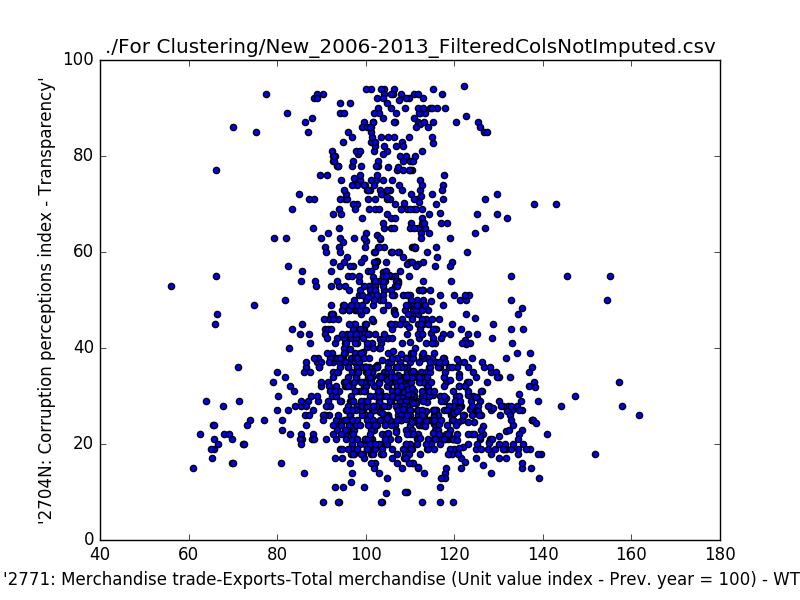 ./For Clustering/New_2006-2013_FilteredColsNotImputed.csv
'2704N: Corruption perceptions index - Transparency'
100
80
60
40
20
0
40 60 80 100 120 140 160 180
'2771: Merchandise trade-Exports-Total merchandise (Unit value index - Prev. year = 100) - WT